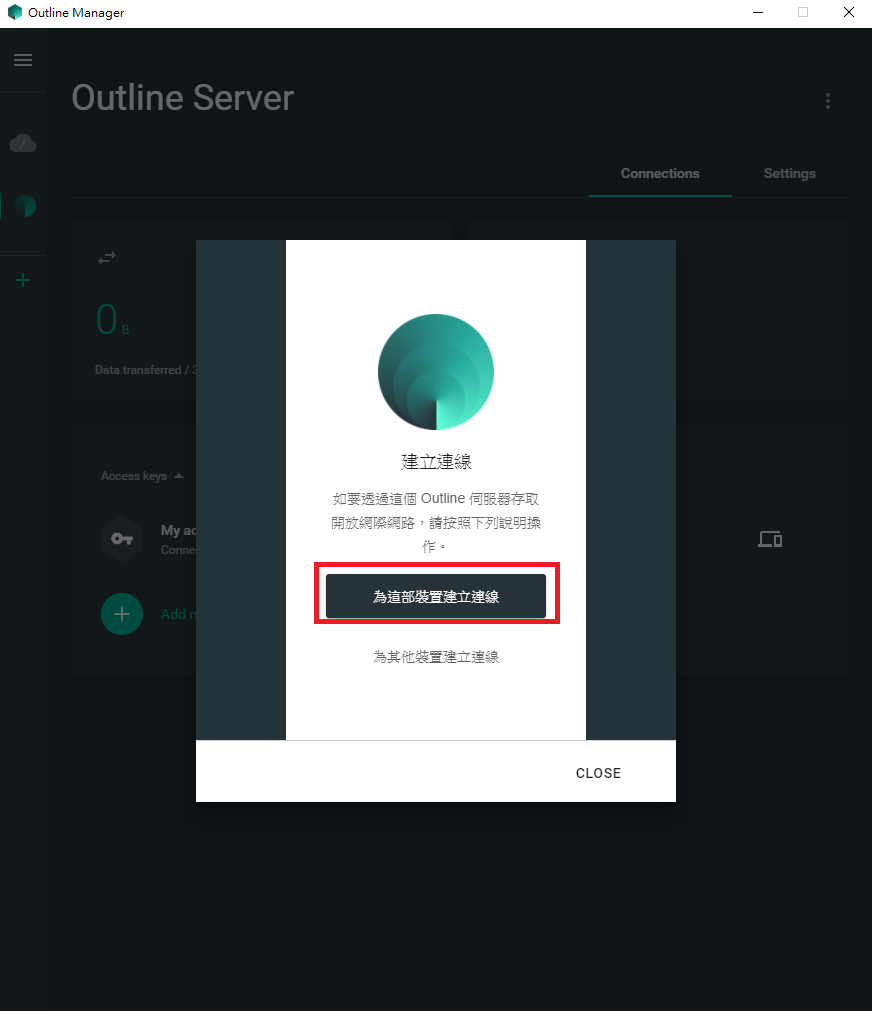 Outline Manager
Outline Server
Connections
Settings
0 B
Data transferred /
Access keys
My
Add
建立連線
如要透過這個 Outline 伺服器存取
開放網際網路，請按照下列說明操
作。
為這部裝置建立連線
為其他裝置建立連線
CLOSE